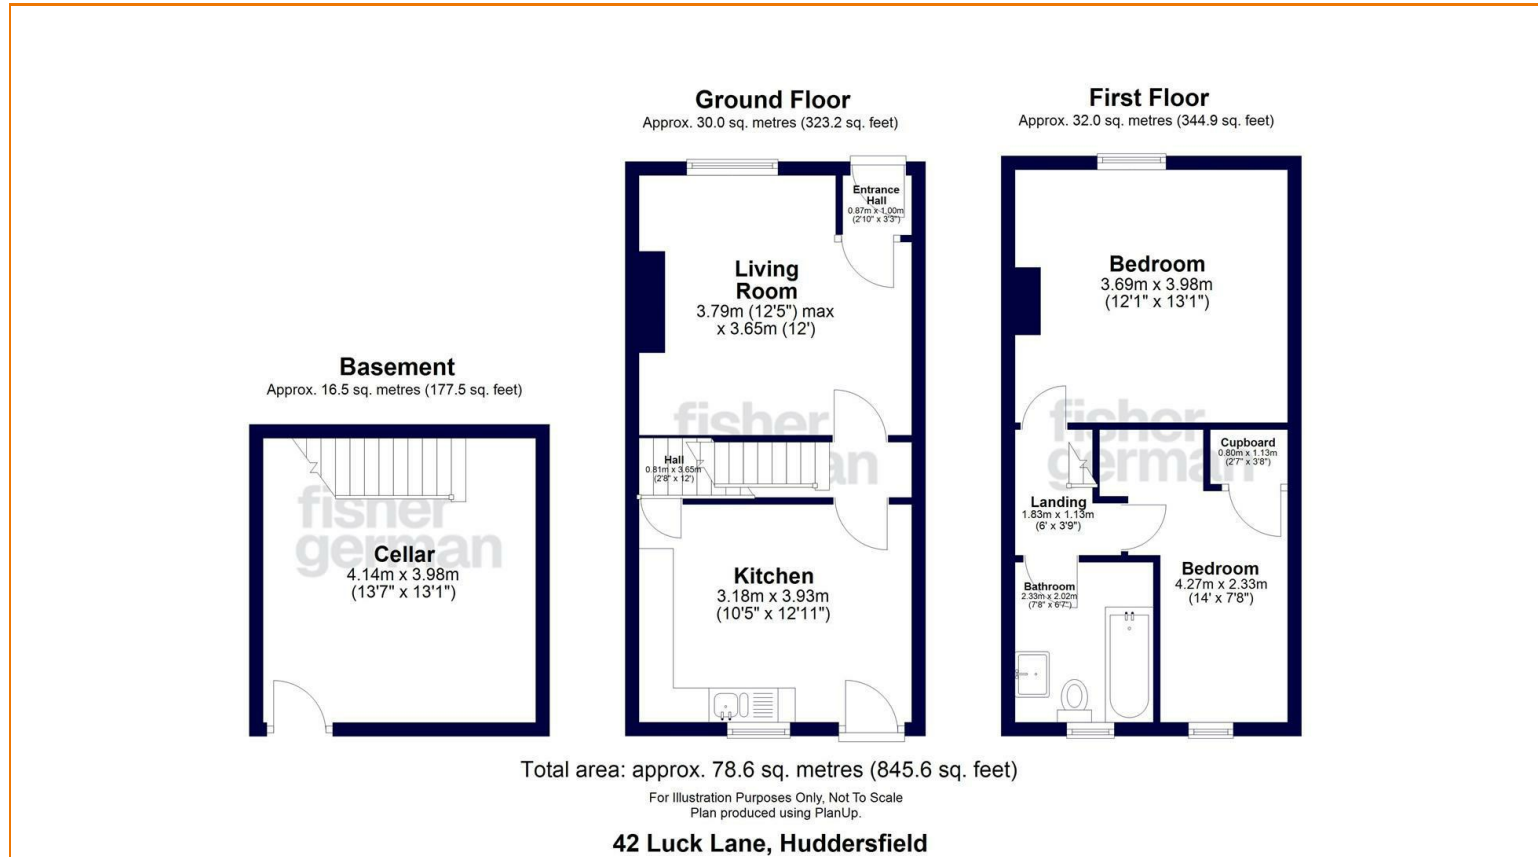 Ground Floor
Approx. 30.0 sq. metres (323.2 sq. feet)
First Floor
Approx. 32.0 sq. metres (344.9 sq. feet)
Entrance
Hall
0.87m x 1.00m
(2'10" x 3'3")
Living
Room
3.79m (12'5") max
x 3.65m (12')
Bedroom
3.69m x 3.98m
(12'1" x 13'1")
Basement
Approx. 16.5 sq. metres (177.5 sq. feet)
fisher
german
Cellar
4.14m x 3.98m
(13'7" x 13'1")
fisher
german
Hall
0.81m x 3.65m
(2'8" x 12')
Kitchen
3.18m x 3.93m
(10'5" x 12'11")
fisher
german
Cupboard
0.80m x 1.13m
(2'7" x 3'8")
Landing
1.83m x 1.13m
(6' x 3'9")
Bathroom
2.33m x 2.02m
(7'8" x 6'7")
Bedroom
4.27m x 2.33m
(14' x 7'8")
Total area: approx. 78.6 sq. metres (845.6 sq. feet)
For Illustration Purposes Only, Not To Scale
Plan produced using PlanUp.
42 Luck Lane, Huddersfield